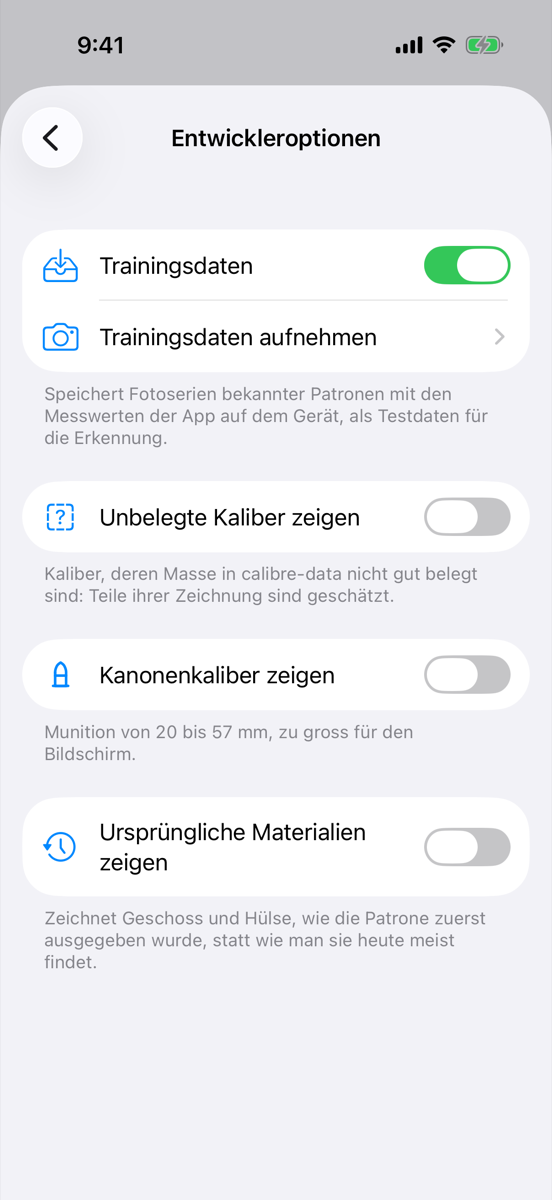 9:41
Entwickleroptionen
Trainingsdaten
Trainingsdaten aufnehmen
Speichert Fotoserien bekannter Patronen mit den
Messwerten der App auf dem Gerät, als Testdaten für
die Erkennung.
Unbelegte Kaliber zeigen
Kaliber, deren Masse in calibre-data nicht gut belegt
sind: Teile ihrer Zeichnung sind geschätzt.
Kanonenkaliber zeigen
Munition von 20 bis 57 mm, zu gross für den
Bildschirm.
Ursprüngliche Materialien
zeigen
Zeichnet Geschoss und Hülse, wie die Patrone zuerst
ausgegeben wurde, statt wie man sie heute meist
findet.